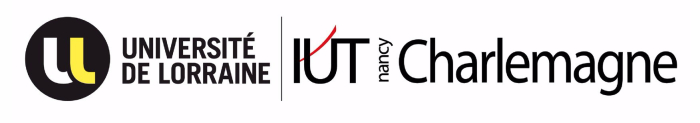 UNIVERSITÉ
DE LORRAINE
IUT nancy Charlemagne